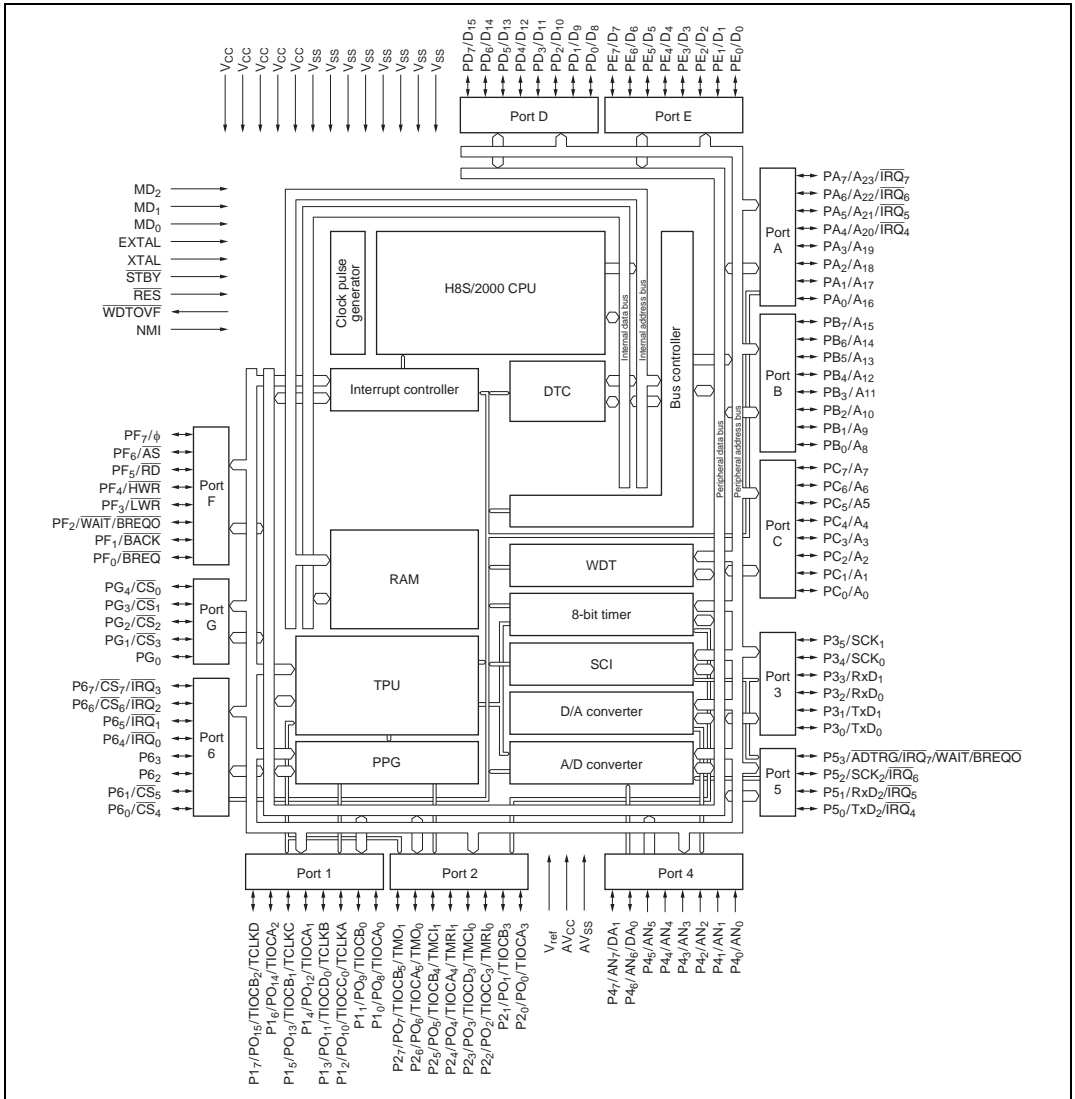 VCC
VCC
VCC
VCC
VCC
VSS
VSS
VSS
VSS
VSS
VSS
VSS
VSS
PD7/D15
PD6/D14
PD5/D13
PD4/D12
PD3/D11
PD2/D10
PD1/D9
PD0/D8
PE7/D7
PE6/D6
PE5/D5
PE4/D4
PE3/D3
PE2/D2
PE1/D1
PE0/D0
Port D
Port E
MD2
MD1
MD0
EXTAL
XTAL
STBY
RES
WDTOVF
NMI
Clock pulse
generator
H8S/2000 CPU
Internal data bus
Internal address bus
Bus controller
Interrupt controller
DTC
Peripheral data bus
Peripheral address bus
Port
A
PA7/A23/IRQ7
PA6/A22/IRQ6
PA5/A21/IRQ5
PA4/A20/IRQ4
PA3/A19
PA2/A18
PA1/A17
PA0/A16
Port
B
PB7/A15
PB6/A14
PB5/A13
PB4/A12
PB3/A11
PB2/A10
PB1/A9
PB0/A8
Port
C
PC7/A7
PC6/A6
PC5/A5
PC4/A4
PC3/A3
PC2/A2
PC1/A1
PC0/A0
PF7/φ
PF6/AS
PF5/RD
PF4/HWR
PF3/LWR
PF2/WAIT/BREQO
PF1/BACK
PF0/BREQ
Port
F
PG4/CS0
PG3/CS1
PG2/CS2
PG1/CS3
PG0
Port
G
P67/CS7/IRQ3
P66/CS6/IRQ2
P65/IRQ1
P64/IRQ0
P63
P62
P61/CS5
P60/CS4
Port
6
RAM
TPU
PPG
WDT
8-bit timer
SCI
D/A converter
A/D converter
Port
3
P35/SCK1
P34/SCK0
P33/RxD1
P32/RxD0
P31/TxD1
P30/TxD0
Port
5
P53/ADTRG/IRQ7/WAIT/BREQO
P52/SCK2/IRQ6
P51/RxD2/IRQ5
P50/TxD2/IRQ4
Port 1
Port 2
Port 4
P17/PO15/TIOCB2/TCLKD
P16/PO14/TIOCA2
P15/PO13/TIOCB1/TCLKC
P14/PO12/TIOCA1
P13/PO11/TIOCD0/TCLKB
P12/PO10/TIOCC0/TCLKA
P11/PO9/TIOCB0
P10/PO8/TIOCA0
P27/PO7/TIOCB5/TMO1
P26/PO6/TIOCA5/TMO0
P25/PO5/TIOCB4/TMCI1
P24/PO4/TIOCA4/TMRI1
P23/PO3/TIOCD3/TMCI0
P22/PO2/TIOCC3/TMRI0
P21/PO1/TIOCB3
P20/PO0/TIOCA3
Vref
AVCC
AVSS
P47/AN7/DA1
P46/AN6/DA0
P45/AN5
P44/AN4
P43/AN3
P42/AN2
P41/AN1
P40/AN0